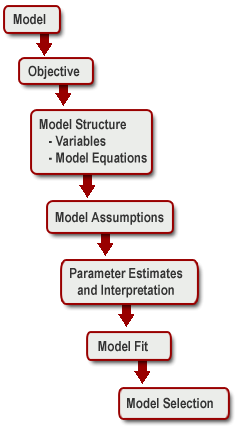 Model
Objective
Model Structure
- Variables
- Model Equations
Model Assumptions
Parameter Estimates
and Interpretation
Model Fit
Model Selection